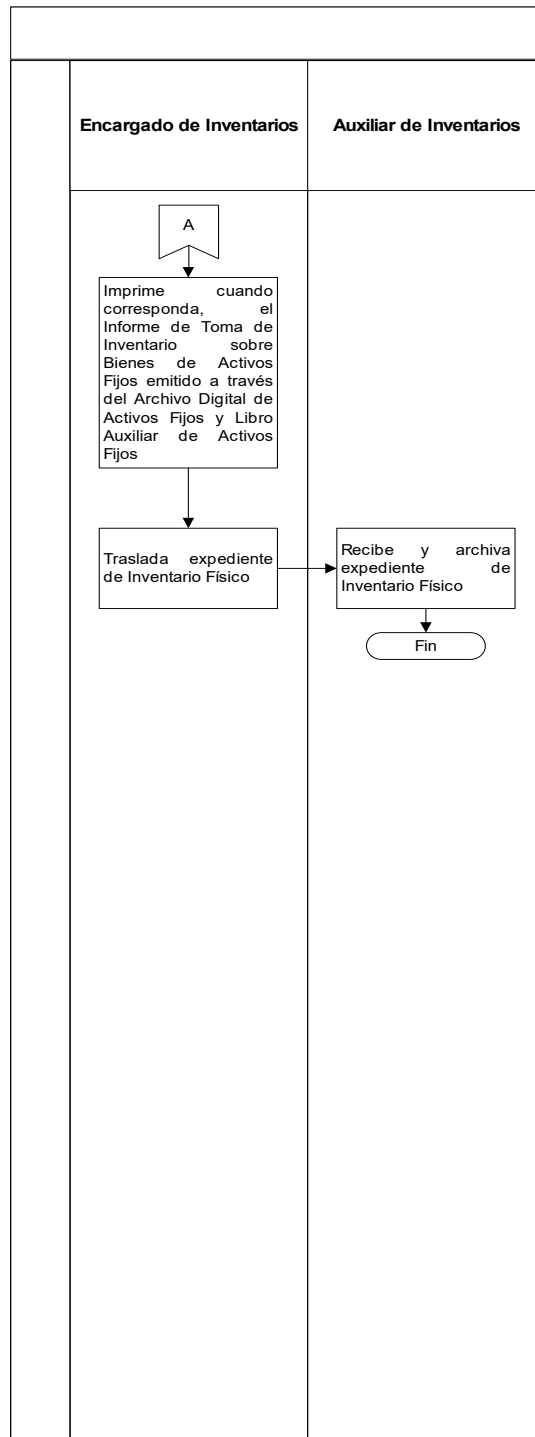 Encargado de Inventarios
Auxiliar de Inventarios
A
Imprime cuando
corresponda, el
Informe de Toma de
Inventario sobre
Bienes de Activos
Fijos emitido a través
del Archivo Digital de
Activos Fijos y Libro
Auxiliar de Activos
Fijos
Traslada expediente
de Inventario Físico
Recibe y archiva
expediente de
Inventario Físico
Fin